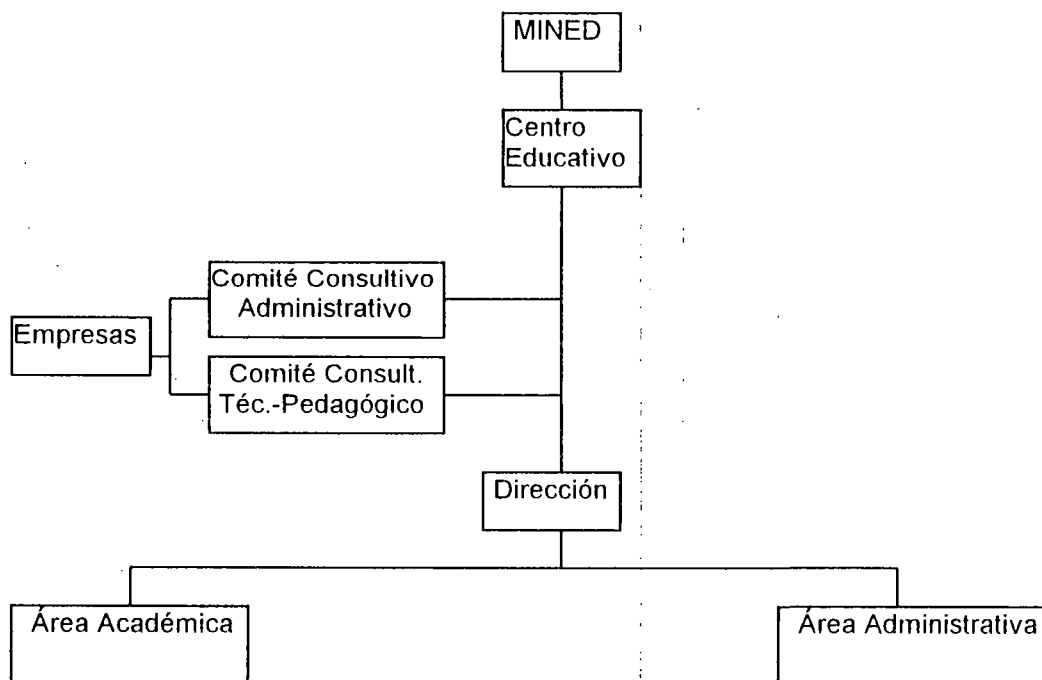 MINED
Centro
Educativo
Comité Consultivo
Administrativo
Empresas
Comité Consult.
Téc.-Pedagógico
Dirección
Área Académica
Área Administrativa